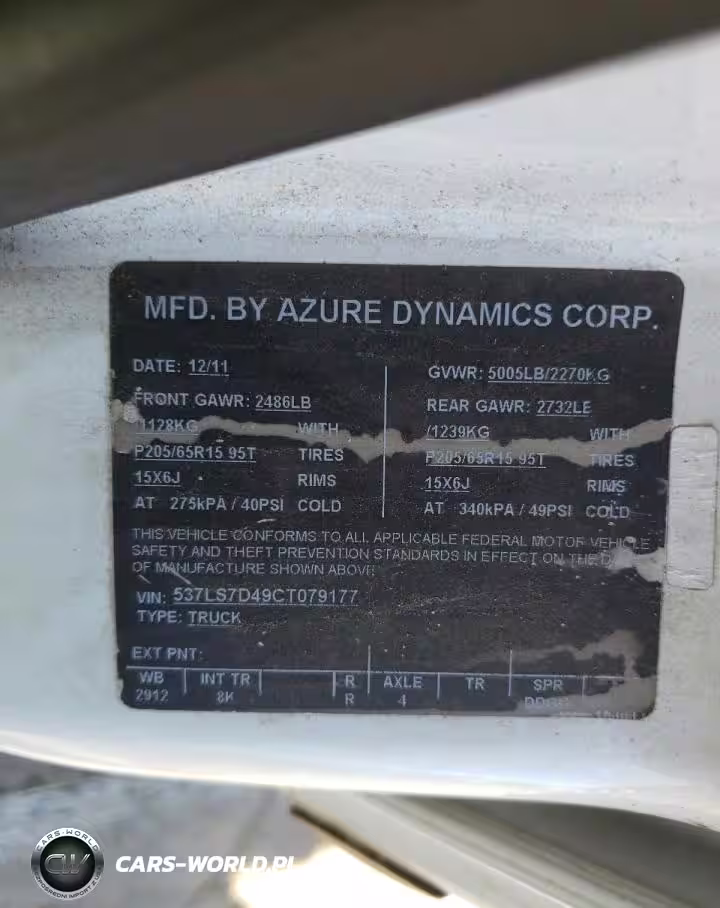 MFD. BY AZURE DYNAMICS CORP.
DATE: 12/11
FRONT GAWR: 2486LB
/1128KG WITH
P205/65R15 95T TIRES
15X6J RIMS
AT 275kPA / 40PSI COLD
GVWR: 5005LB/2270KG
REAR GAWR: 2732LB
/1239KG WITH
P205/65R15 95T TIRES
15X6J RIMS
AT 340kPA / 49PSI COLD
THIS VEHICLE CONFORMS TO ALL APPLICABLE FEDERAL MOTOR VEHICLE
SAFETY AND THEFT PREVENTION STANDARDS IN EFFECT ON THE
OF MANUFACTURE SHOWN ABOVE
VIN: 537LS7D49CT079177
TYPE: TRUCK
EXT PNT:
WB INT TR R AXLE TR SPR
2912 8K R 4
CARS-WORLD
CW
CARS-WORLD.PL